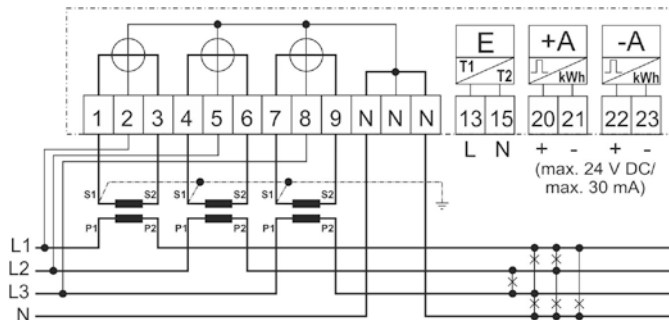 E +A -A
T1 T2 kWh kWh
1 2 3 4 5 6 7 8 9 N N N 13 15 20 21 22 23
L N + - + -
(max. 24 V DC/
max. 30 mA)
S1 S2 S1 S2 S1 S2
P1 P2 P1 P2 P1 P2
L1
L2
L3
N